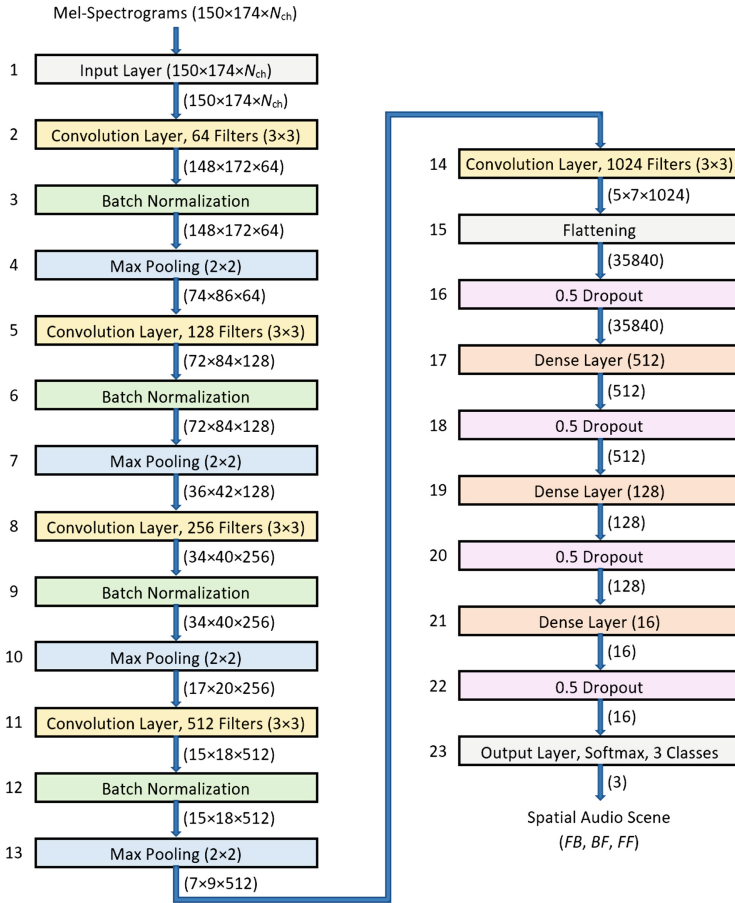 Mel-Spectrograms (150×174×Nch)
1 Input Layer (150×174×Nch)
(150×174×Nch)
2 Convolution Layer, 64 Filters (3×3)
(148×172×64)
3 Batch Normalization
(148×172×64)
4 Max Pooling (2×2)
(74×86×64)
5 Convolution Layer, 128 Filters (3×3)
(72×84×128)
6 Batch Normalization
(72×84×128)
7 Max Pooling (2×2)
(36×42×128)
8 Convolution Layer, 256 Filters (3×3)
(34×40×256)
9 Batch Normalization
(34×40×256)
10 Max Pooling (2×2)
(17×20×256)
11 Convolution Layer, 512 Filters (3×3)
(15×18×512)
12 Batch Normalization
(15×18×512)
13 Max Pooling (2×2)
(7×9×512)
14 Convolution Layer, 1024 Filters (3×3)
(5×7×1024)
15 Flattening
(35840)
16 0.5 Dropout
(35840)
17 Dense Layer (512)
(512)
18 0.5 Dropout
(512)
19 Dense Layer (128)
(128)
20 0.5 Dropout
(128)
21 Dense Layer (16)
(16)
22 0.5 Dropout
(16)
23 Output Layer, Softmax, 3 Classes
(3)
Spatial Audio Scene
(FB, BF, FF)